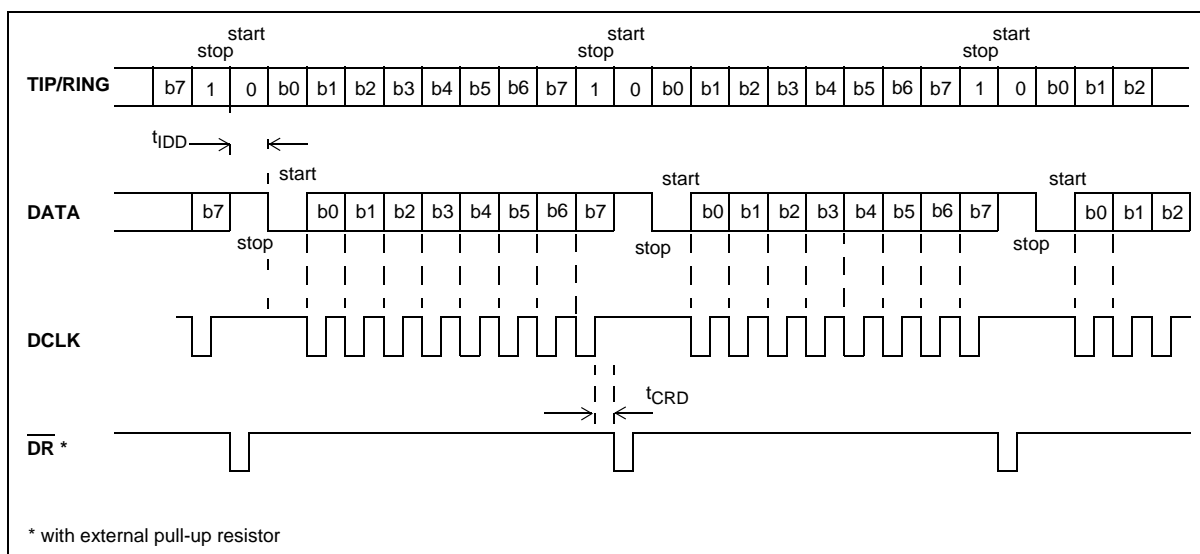 start start start
stop stop stop
TIP/RING b7 1 0 b0 b1 b2 b3 b4 b5 b6 b7 1 0 b0 b1 b2 b3 b4 b5 b6 b7 1 0 b0 b1 b2
tIDD
start start start
DATA b7 b0 b1 b2 b3 b4 b5 b6 b7 b0 b1 b2 b3 b4 b5 b6 b7 b0 b1 b2
stop stop stop
DCLK
tCRD
DR *
* with external pull-up resistor